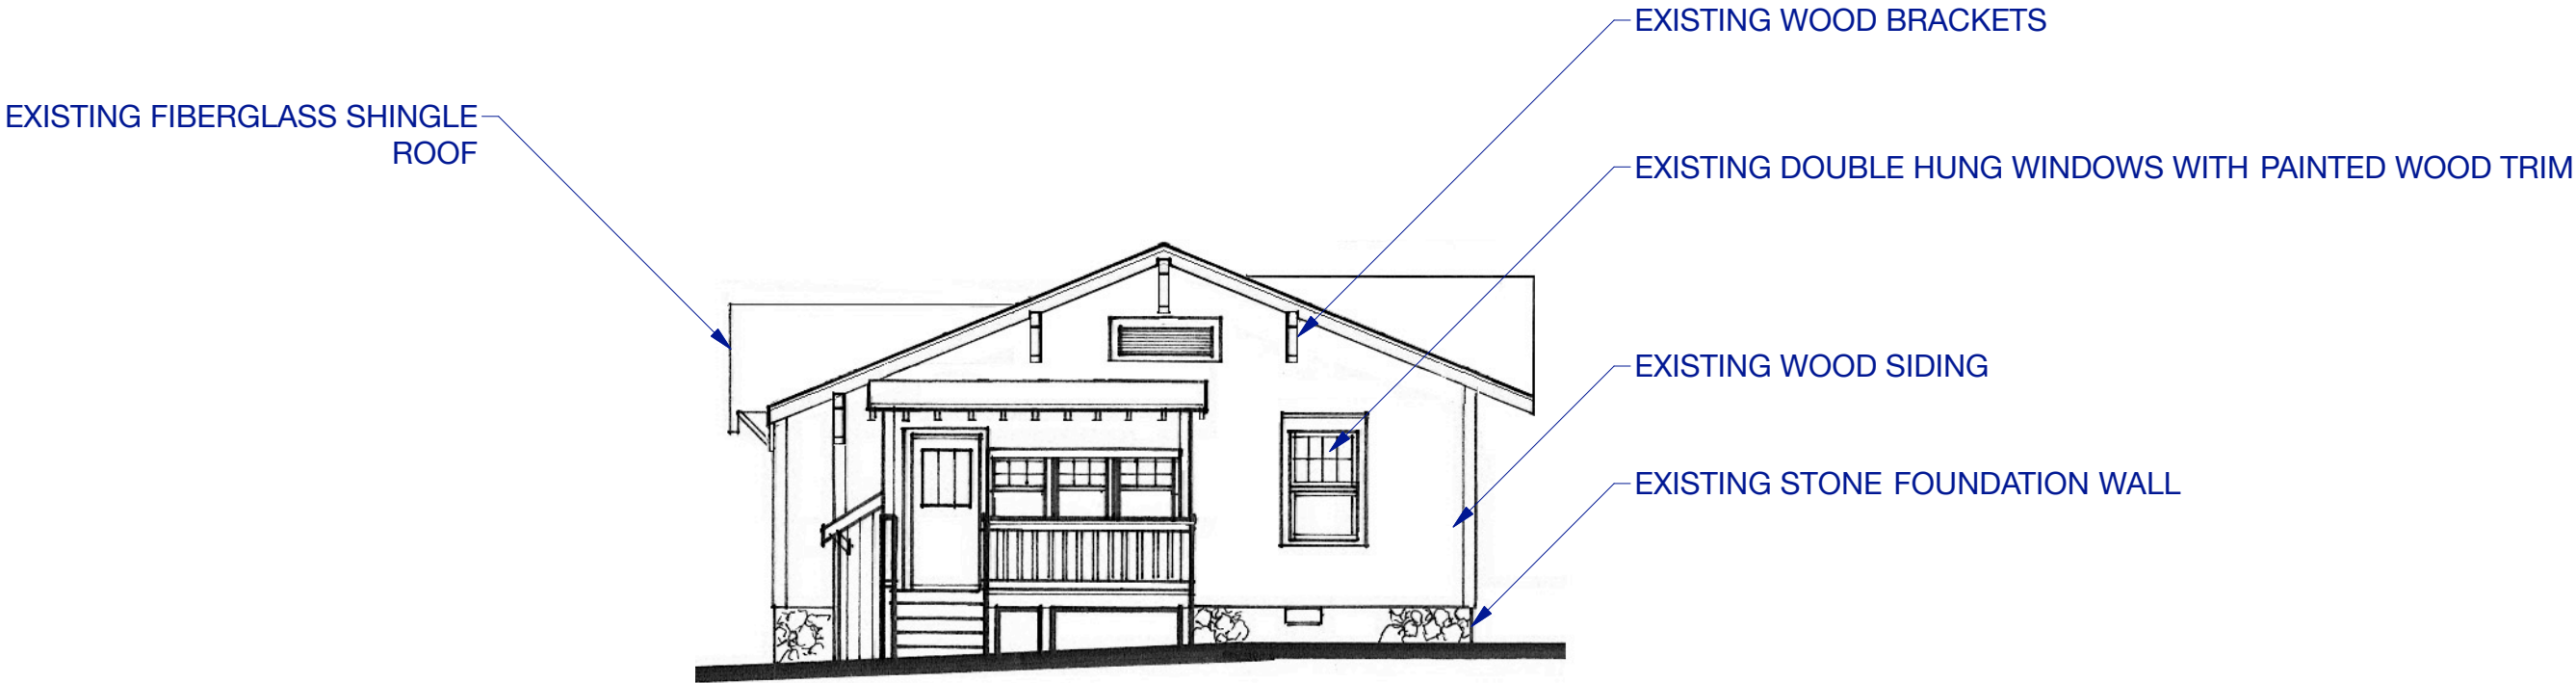 EXISTING WOOD BRACKETS
EXISTING FIBERGLASS SHINGLE
ROOF
EXISTING DOUBLE HUNG WINDOWS WITH PAINTED WOOD TRIM
EXISTING WOOD SIDING
EXISTING STONE FOUNDATION WALL